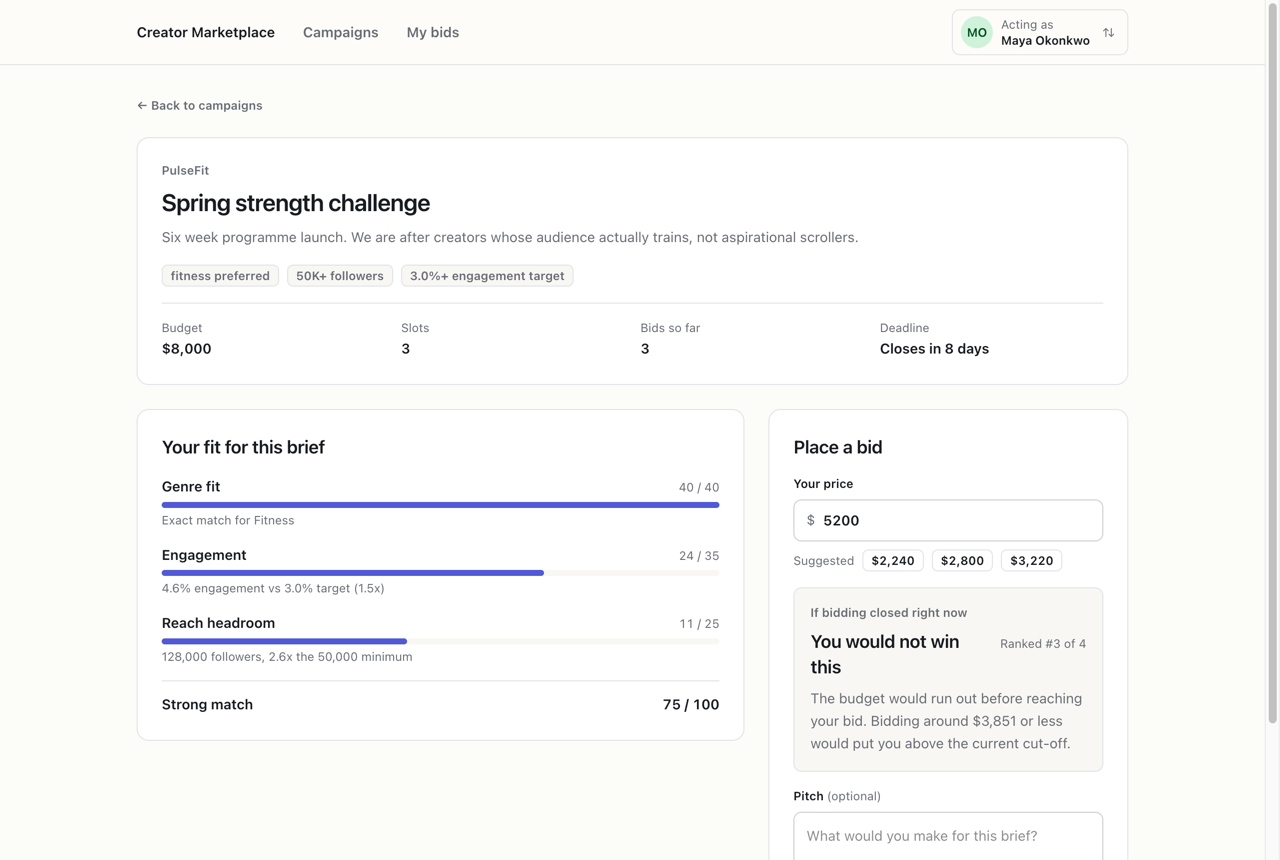 Creator Marketplace
Campaigns
My bids
MO
Acting as
Maya Okonkwo
← Back to campaigns
PulseFit
Spring strength challenge
Six week programme launch. We are after creators whose audience actually trains, not aspirational scrollers.
fitness preferred
50K+ followers
3.0%+ engagement target
Budget
$8,000
Slots
3
Bids so far
3
Deadline
Closes in 8 days
Your fit for this brief
Genre fit
40 / 40
Exact match for Fitness
Engagement
24 / 35
4.6% engagement vs 3.0% target (1.5x)
Reach headroom
11 / 25
128,000 followers, 2.6x the 50,000 minimum
Strong match
75 / 100
Place a bid
Your price
$ 5200
Suggested
$2,240
$2,800
$3,220
If bidding closed right now
You would not win
this
Ranked #3 of 4
The budget would run out before reaching
your bid. Bidding around $3,851 or less
would put you above the current cut-off.
Pitch (optional)
What would you make for this brief?